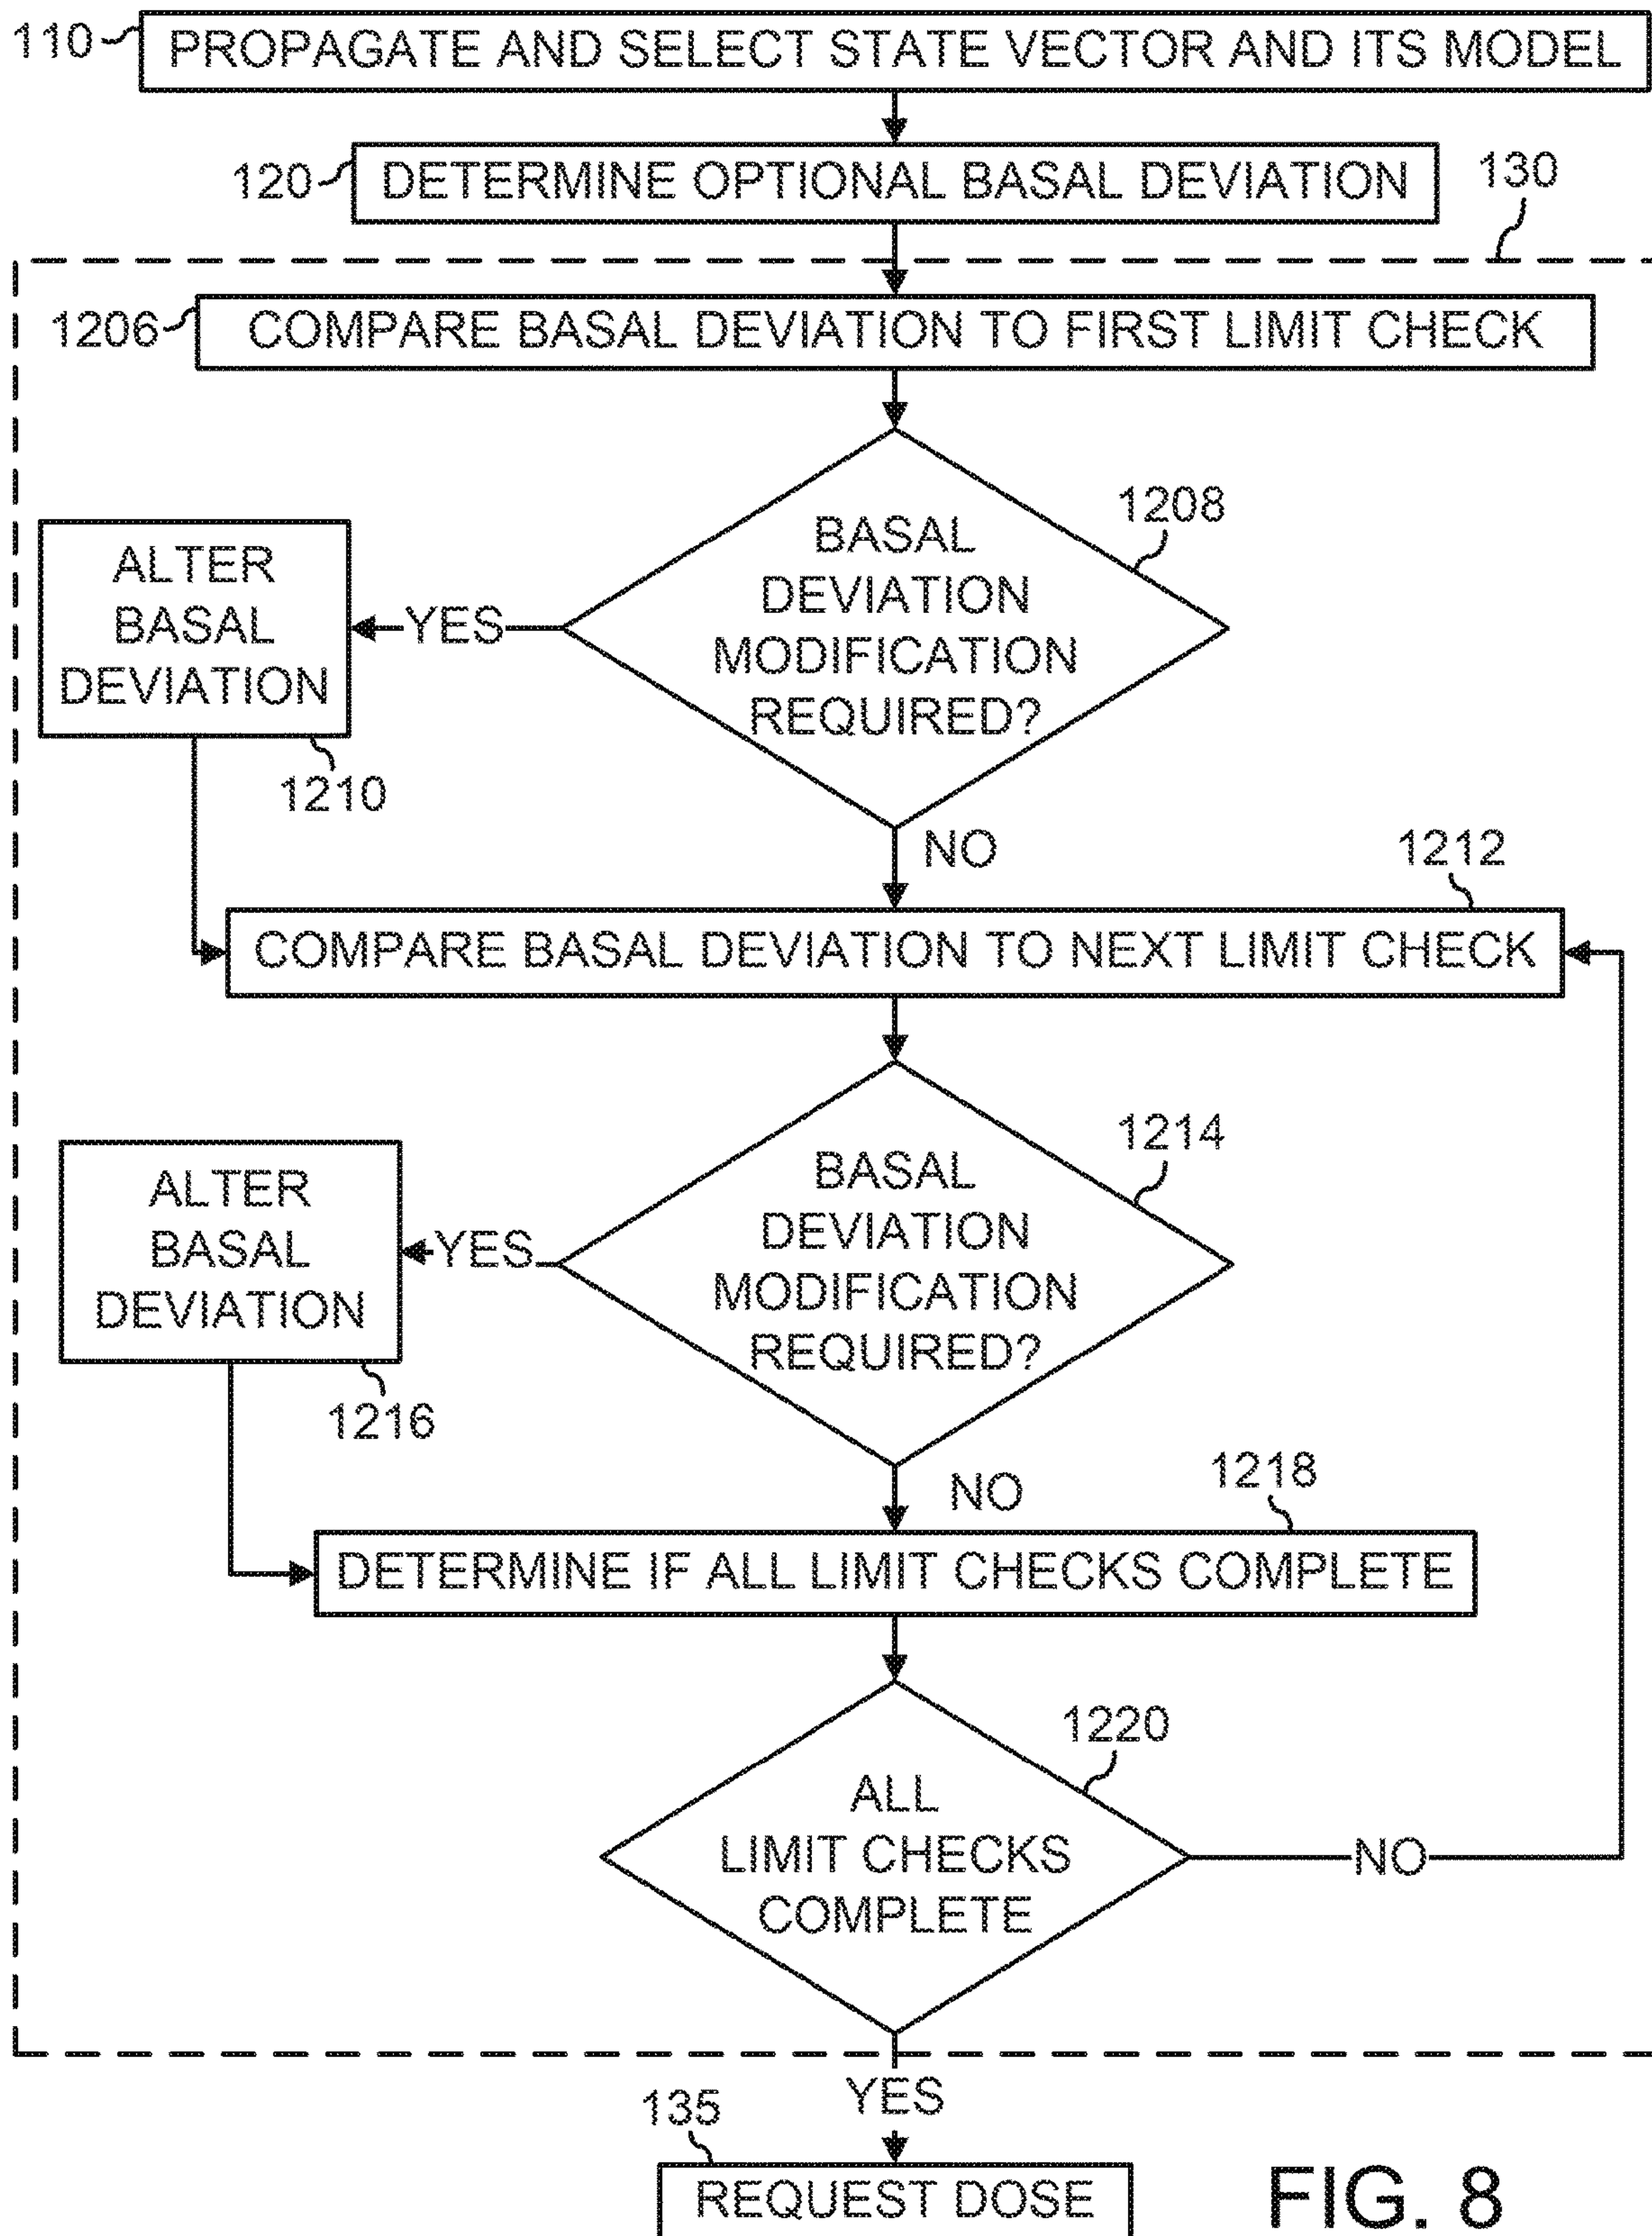 110
PROPAGATE AND SELECT STATE VECTOR AND ITS MODEL
120
DETERMINE OPTIONAL BASAL DEVIATION
130
1206
COMPARE BASAL DEVIATION TO FIRST LIMIT CHECK
1208
BASAL
DEVIATION
MODIFICATION
REQUIRED?
YES
ALTER
BASAL
DEVIATION
1210
NO
1212
COMPARE BASAL DEVIATION TO NEXT LIMIT CHECK
1214
BASAL
DEVIATION
MODIFICATION
REQUIRED?
YES
ALTER
BASAL
DEVIATION
1216
NO
1218
DETERMINE IF ALL LIMIT CHECKS COMPLETE
1220
ALL
LIMIT CHECKS
COMPLETE
NO
YES
135
REQUEST DOSE
FIG. 8